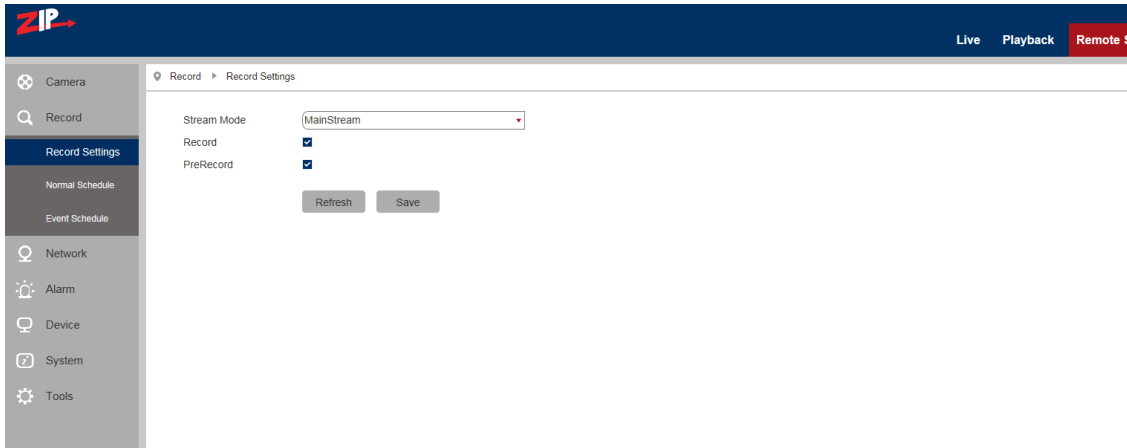 ZIP
Live Playback Remote S
Camera
Record
Record Settings
Normal Schedule
Event Schedule
Network
Alarm
Device
System
Tools
Record Record Settings
Stream Mode MainStream
Record
PreRecord
Refresh Save